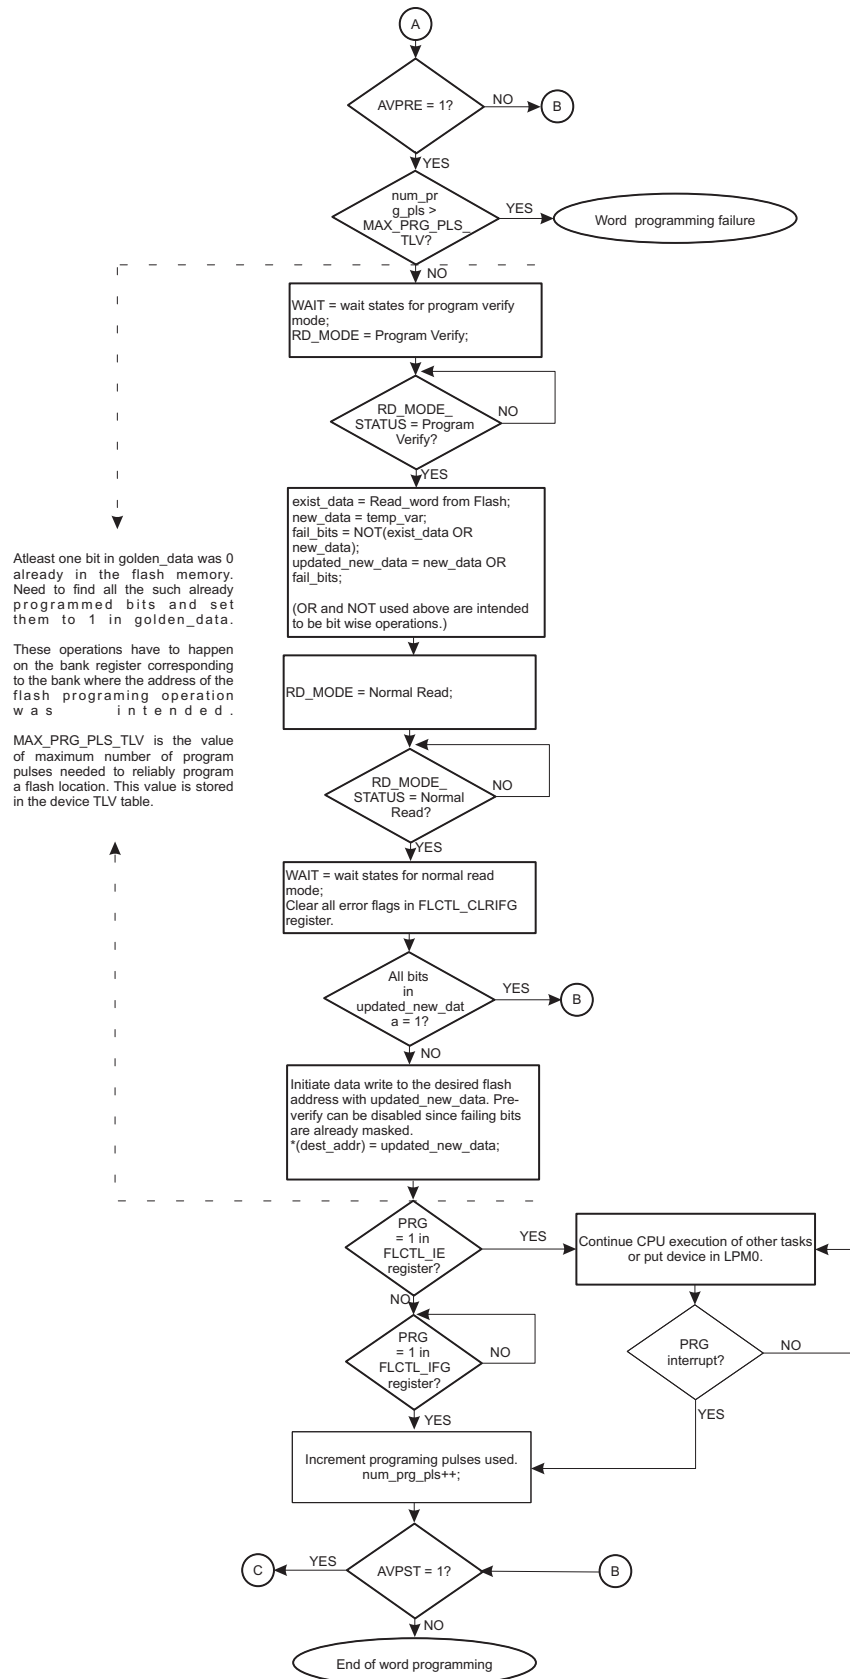 A
AVPRE = 1?
NO
B
YES
num_pr
g_pls >
MAX_PRG_PLS_
TLV?
YES
Word programming failure
NO
WAIT = wait states for program verify
mode;
RD_MODE = Program Verify;
RD_MODE_
STATUS = Program
Verify?
NO
YES
exist_data = Read_word from Flash;
new_data = temp_var;
fail_bits = NOT(exist_data OR
new_data);
updated_new_data = new_data OR
fail_bits;
(OR and NOT used above are intended
to be bit wise operations.)
Atleast one bit in golden_data was 0
already in the flash memory.
Need to find all the such already
programmed bits and set
them to 1 in golden_data.
These operations have to happen
on the bank register corresponding
to the bank where the address of the
flash programing operation
was intended.
MAX_PRG_PLS_TLV is the value
of maximum number of program
pulses needed to reliably program
a flash location. This value is stored
in the device TLV table.
RD_MODE = Normal Read;
RD_MODE_
STATUS = Normal
Read?
NO
YES
WAIT = wait states for normal read
mode;
Clear all error flags in FLCTL_CLRIFG
register.
All bits
in
updated_new_dat
a = 1?
YES
B
NO
Initiate data write to the desired flash
address with updated_new_data. Pre-
verify can be disabled since failing bits
are already masked.
*(dest_addr) = updated_new_data;
PRG
= 1 in
FLCTL_IE
register?
YES
Continue CPU execution of other tasks
or put device in LPM0.
NO
PRG
= 1 in
FLCTL_IFG
register?
NO
PRG
interrupt?
NO
YES
YES
Increment programing pulses used.
num_prg_pls++;
C
YES
AVPST = 1?
B
NO
End of word programming